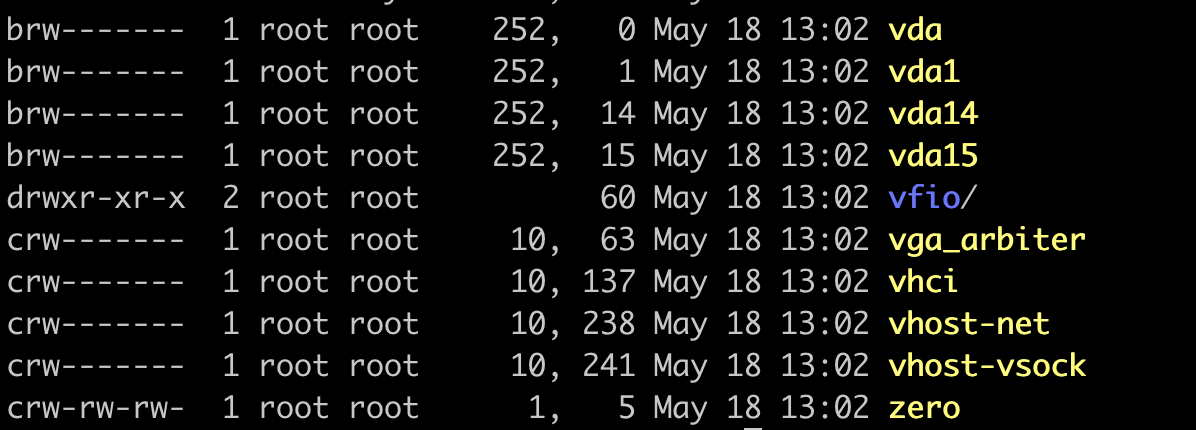 brw-------  1 root root    252,   0 May 18 13:02 vda
brw-------  1 root root    252,   1 May 18 13:02 vda1
brw-------  1 root root    252,  14 May 18 13:02 vda14
brw-------  1 root root    252,  15 May 18 13:02 vda15
drwxr-xr-x  2 root root          60 May 18 13:02 vfio/
crw-------  1 root root     10,  63 May 18 13:02 vga_arbiter
crw-------  1 root root     10, 137 May 18 13:02 vhci
crw-------  1 root root     10, 238 May 18 13:02 vhost-net
crw-------  1 root root     10, 241 May 18 13:02 vhost-vsock
crw-rw-rw-  1 root root      1,   5 May 18 13:02 zero